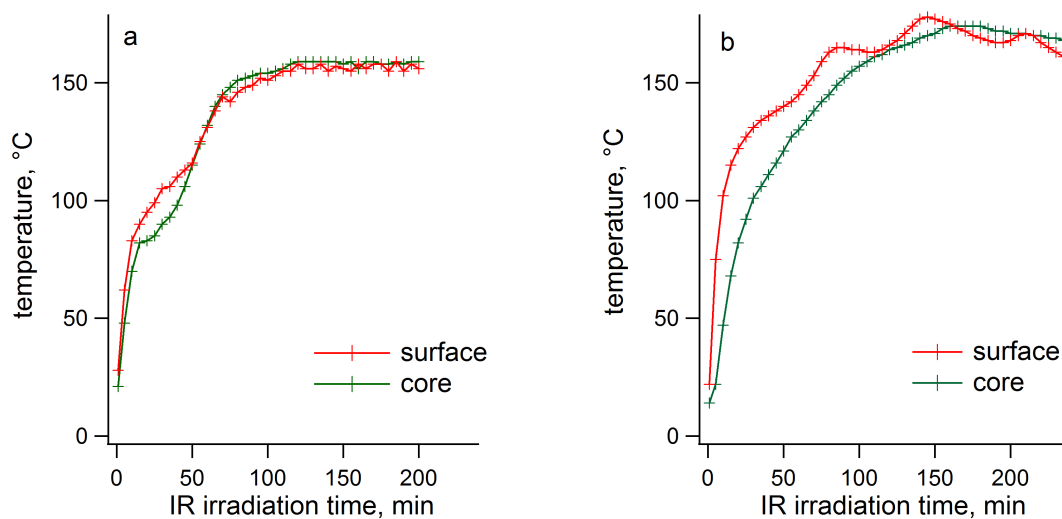 a
temperature, °C
150
100
50
0
surface
core
0 50 100 150 200
IR irradiation time, min
b
temperature, °C
150
100
50
0
surface
core
0 50 100 150 200
IR irradiation time, min